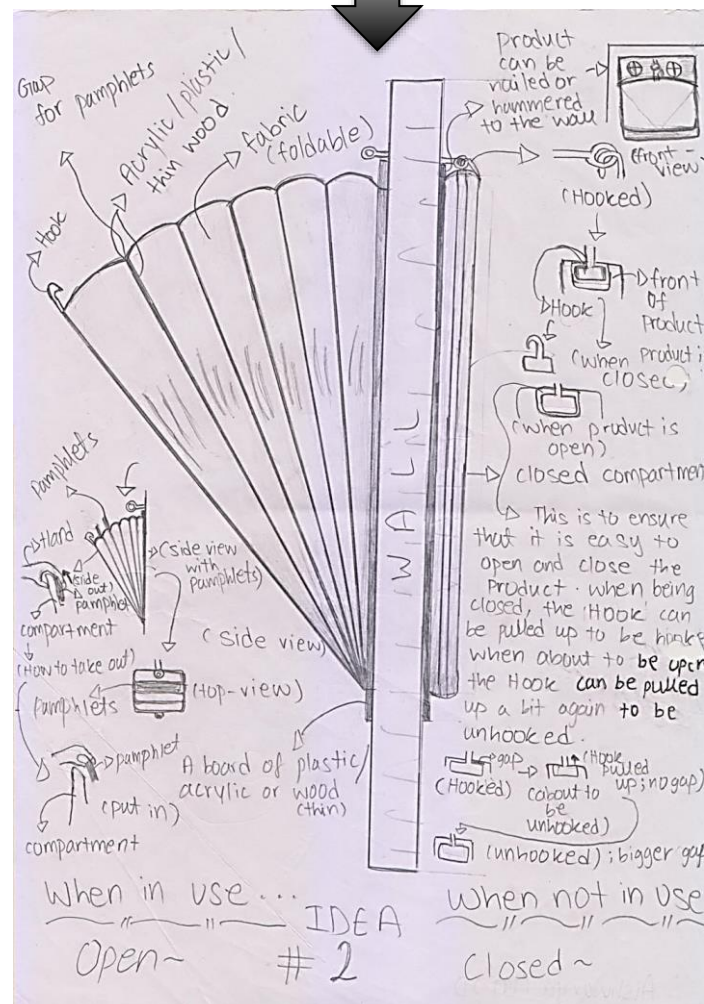 Gap
for pamphlets
Acrylic/plastic/
thin wood.
fabric
(foldable)
Hook
Product
can be
nailed or
hammered
to the wall
(front-
view)
(Hooked)
front
of
Product
Hook
(when product i
closed)
(when product is
open)
closed compartmen
This is to ensure
that it is easy to
open and close the
Product. when being
closed, the Hook can
be pulled up to be hooke
when about to be open
the Hook can be pulled
up a bit again to be
unhooked.
gap
(Hooked)
(about to
be
unhooked)
(Hook
pulled
up; no gap)
(unhooked); bigger gap
WALL
Pamphlets
Hand
(side
out)
pamphlet
compartment
(How to take out)
(side view
with
pamphlets)
(side view)
Pamphlets
(top-view)
pamphlet
(put in)
compartment
A board of plastic/
acrylic or wood
(thin)
When in use...
Open~
IDEA
#2
When not in use
Closed~